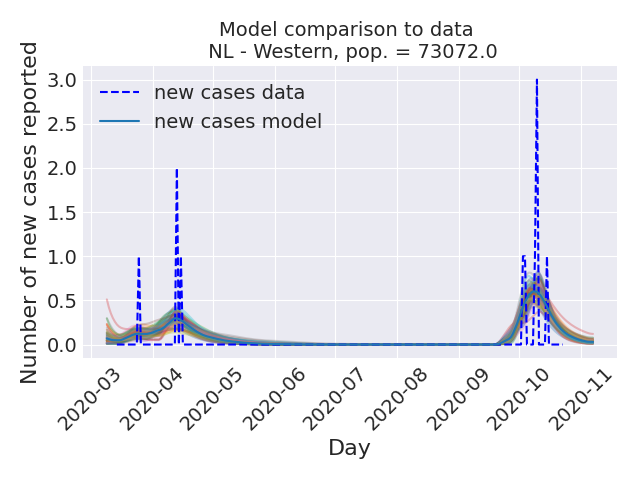 Model comparison to data
NL - Western, pop. = 73072.0
Number of new cases reported
3.0
2.5
2.0
1.5
1.0
0.5
0.0
new cases data
new cases model
2020-03
2020-04
2020-05
2020-06
2020-07
2020-08
2020-09
2020-10
2020-11
Day